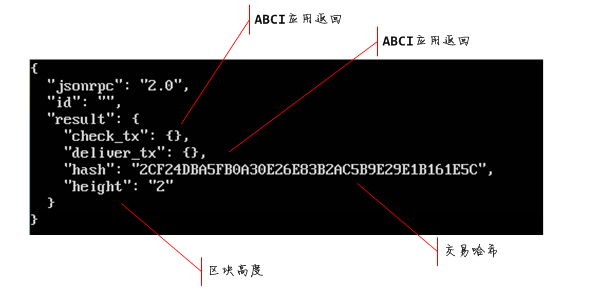 ABCI应用返回
ABCI应用返回
{
"jsonrpc": "2.0",
"id": "",
"result": {
"check_tx": {},
"deliver_tx": {},
"hash": "2CF24DBA5FB0A30E26E83B2AC5B9E29E1B161E5C",
"height": "2"
}
}
交易哈希
区块高度